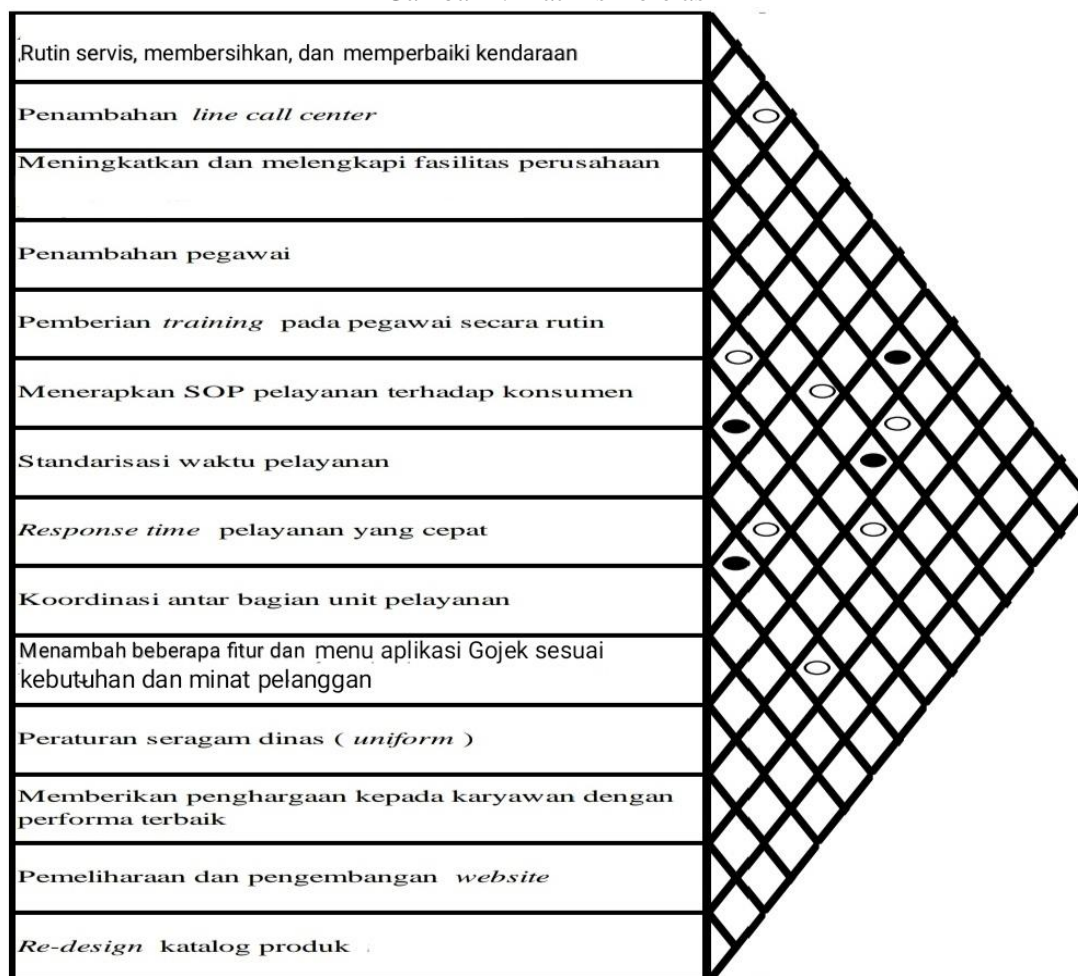 Rutin servis, membersihkan, dan memperbaiki kendaraan
Penambahan line call center
Meningkatkan dan melengkapi fasilitas perusahaan
Penambahan pegawai
Pemberian training pada pegawai secara rutin
Menerapkan SOP pelayanan terhadap konsumen
Standarisasi waktu pelayanan
Response time pelayanan yang cepat
Koordinasi antar bagian unit pelayanan
Menambah beberapa fitur dan menu aplikasi Gojek sesuai
kebutuhan dan minat pelanggan
Peraturan seragam dinas ( uniform )
Memberikan penghargaan kepada karyawan dengan
performa terbaik
Pemeliharaan dan pengembangan website
Re-design katalog produk